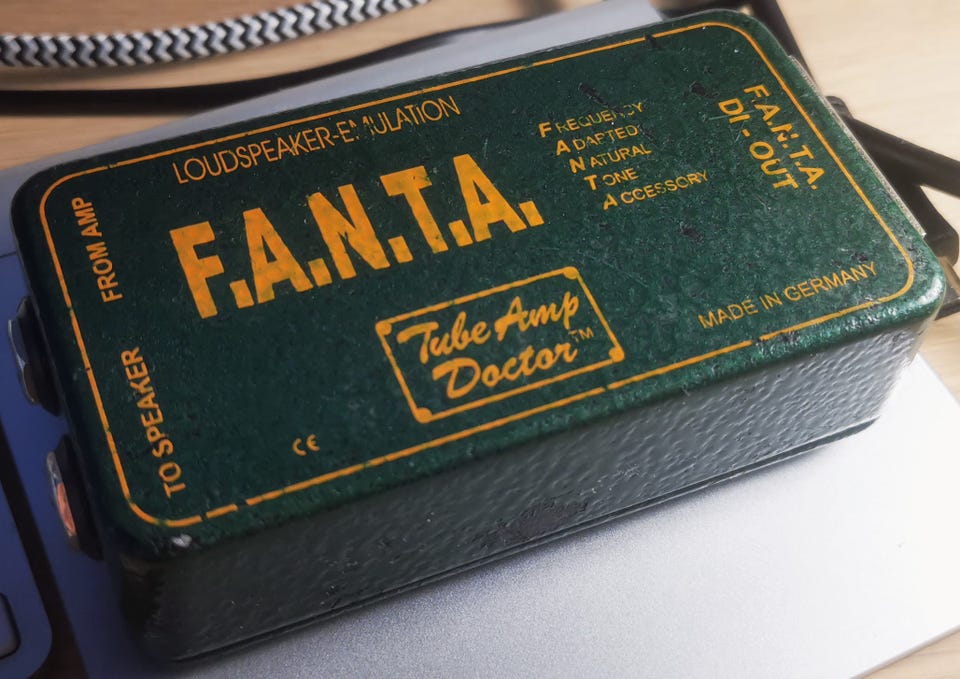 LOUDSPEAKER-EMULATION
F.A.N.T.A.
FREQUENCY
ADAPTED
NATURAL
TONE
ACCESSORY
F.A.N.T.A.
DI-OUT
FROM AMP
TO SPEAKER
Tube Amp
Doctor™
MADE IN GERMANY
CE